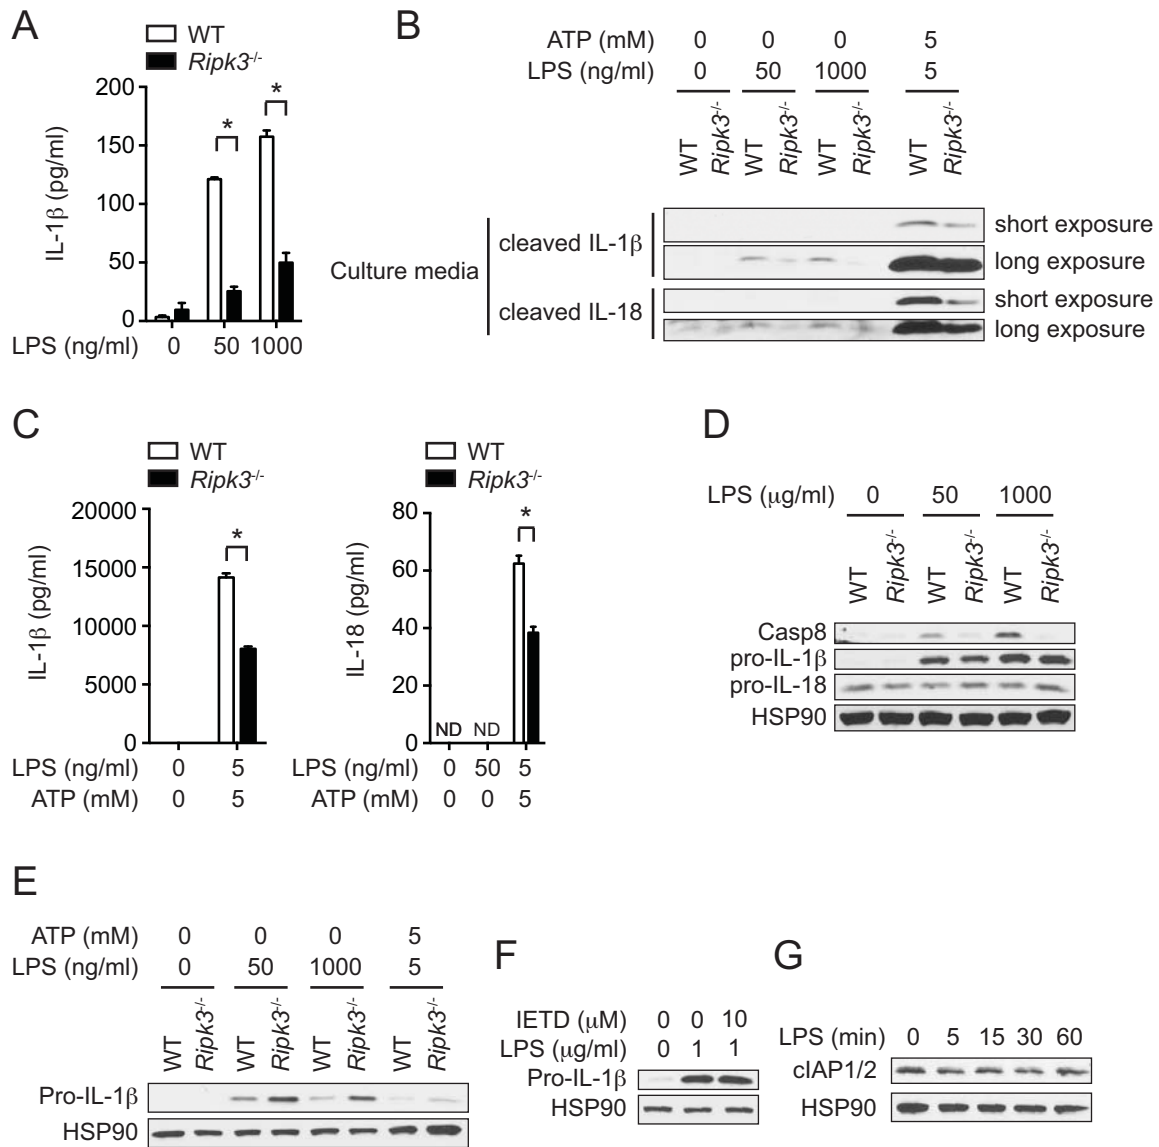 A
WT
Ripk3-/-
IL-1β (pg/ml)
200
150
100
50
0
*
*
LPS (ng/ml) 0 50 1000
B
ATP (mM) 0 0 0 5
LPS (ng/ml) 0 50 1000 5
WT Ripk3-/- WT Ripk3-/- WT Ripk3-/- WT Ripk3-/-
Culture media
cleaved IL-1β
short exposure
long exposure
cleaved IL-18
short exposure
long exposure
C
WT
Ripk3-/-
IL-1β (pg/ml)
20000
15000
10000
5000
0
*
LPS (ng/ml) 0 5
ATP (mM) 0 5
WT
Ripk3-/-
IL-18 (pg/ml)
80
60
40
20
0
*
ND ND
LPS (ng/ml) 0 50 5
ATP (mM) 0 0 5
D
LPS (μg/ml) 0 50 1000
WT Ripk3-/- WT Ripk3-/- WT Ripk3-/-
Casp8
pro-IL-1β
pro-IL-18
HSP90
E
ATP (mM) 0 0 0 5
LPS (ng/ml) 0 50 1000 5
WT Ripk3-/- WT Ripk3-/- WT Ripk3-/- WT Ripk3-/-
Pro-IL-1β
HSP90
F
IETD (μM) 0 0 10
LPS (μg/ml) 0 1 1
Pro-IL-1β
HSP90
G
LPS (min) 0 5 15 30 60
cIAP1/2
HSP90